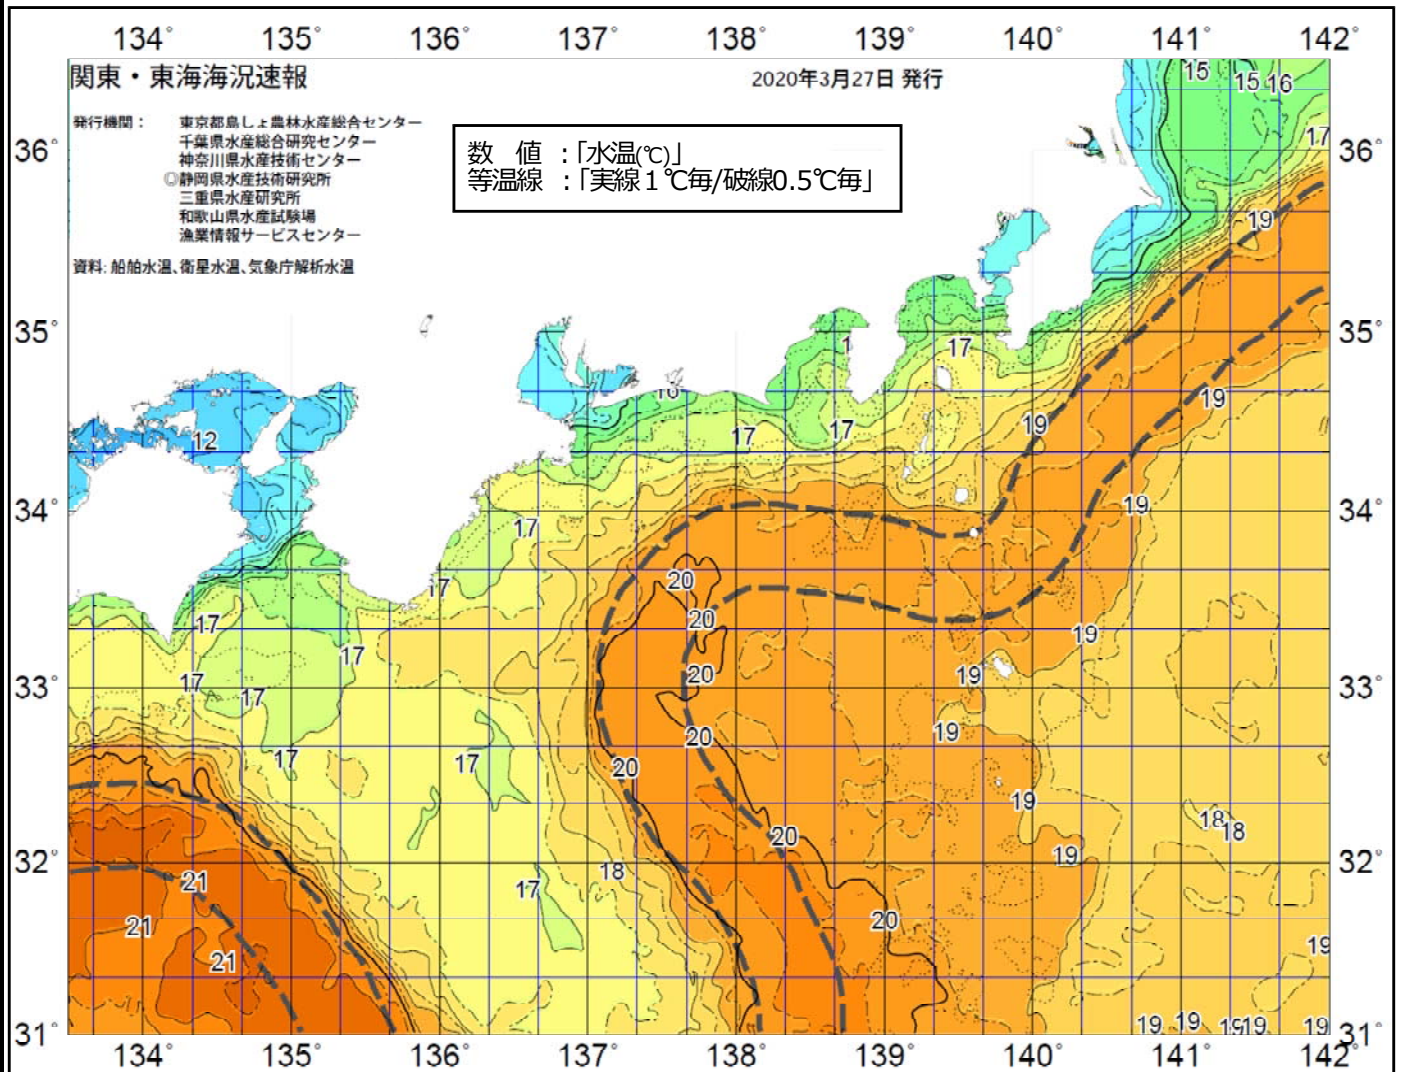 134° 135° 136° 137° 138° 139° 140° 141° 142°
関東・東海海況速報
2020年3月27日 発行
発行機関: 東京都島しょ農林水産総合センター
千葉県水産総合研究センター
神奈川県水産技術センター
◎静岡県水産技術研究所
三重県水産研究所
和歌山県水産試験場
漁業情報サービスセンター
資料: 船舶水温、衛星水温、気象庁解析水温
数 値 :「水温(℃)」
等温線 :「実線1℃毎/破線0.5℃毎」
15 15 16
36° 17 36°
19
35° 1 17 35°
16 19
12 17 17 19
34° 17 19 34°
20
17
17 20 19
17
33° 17 17 20 19 33°
20 19
17 17 20
19
18 18
20
32° 21 17 18 19 32°
21 20
21 19
31° 19 19 19 19 19 31°
134° 135° 136° 137° 138° 139° 140° 141° 142°